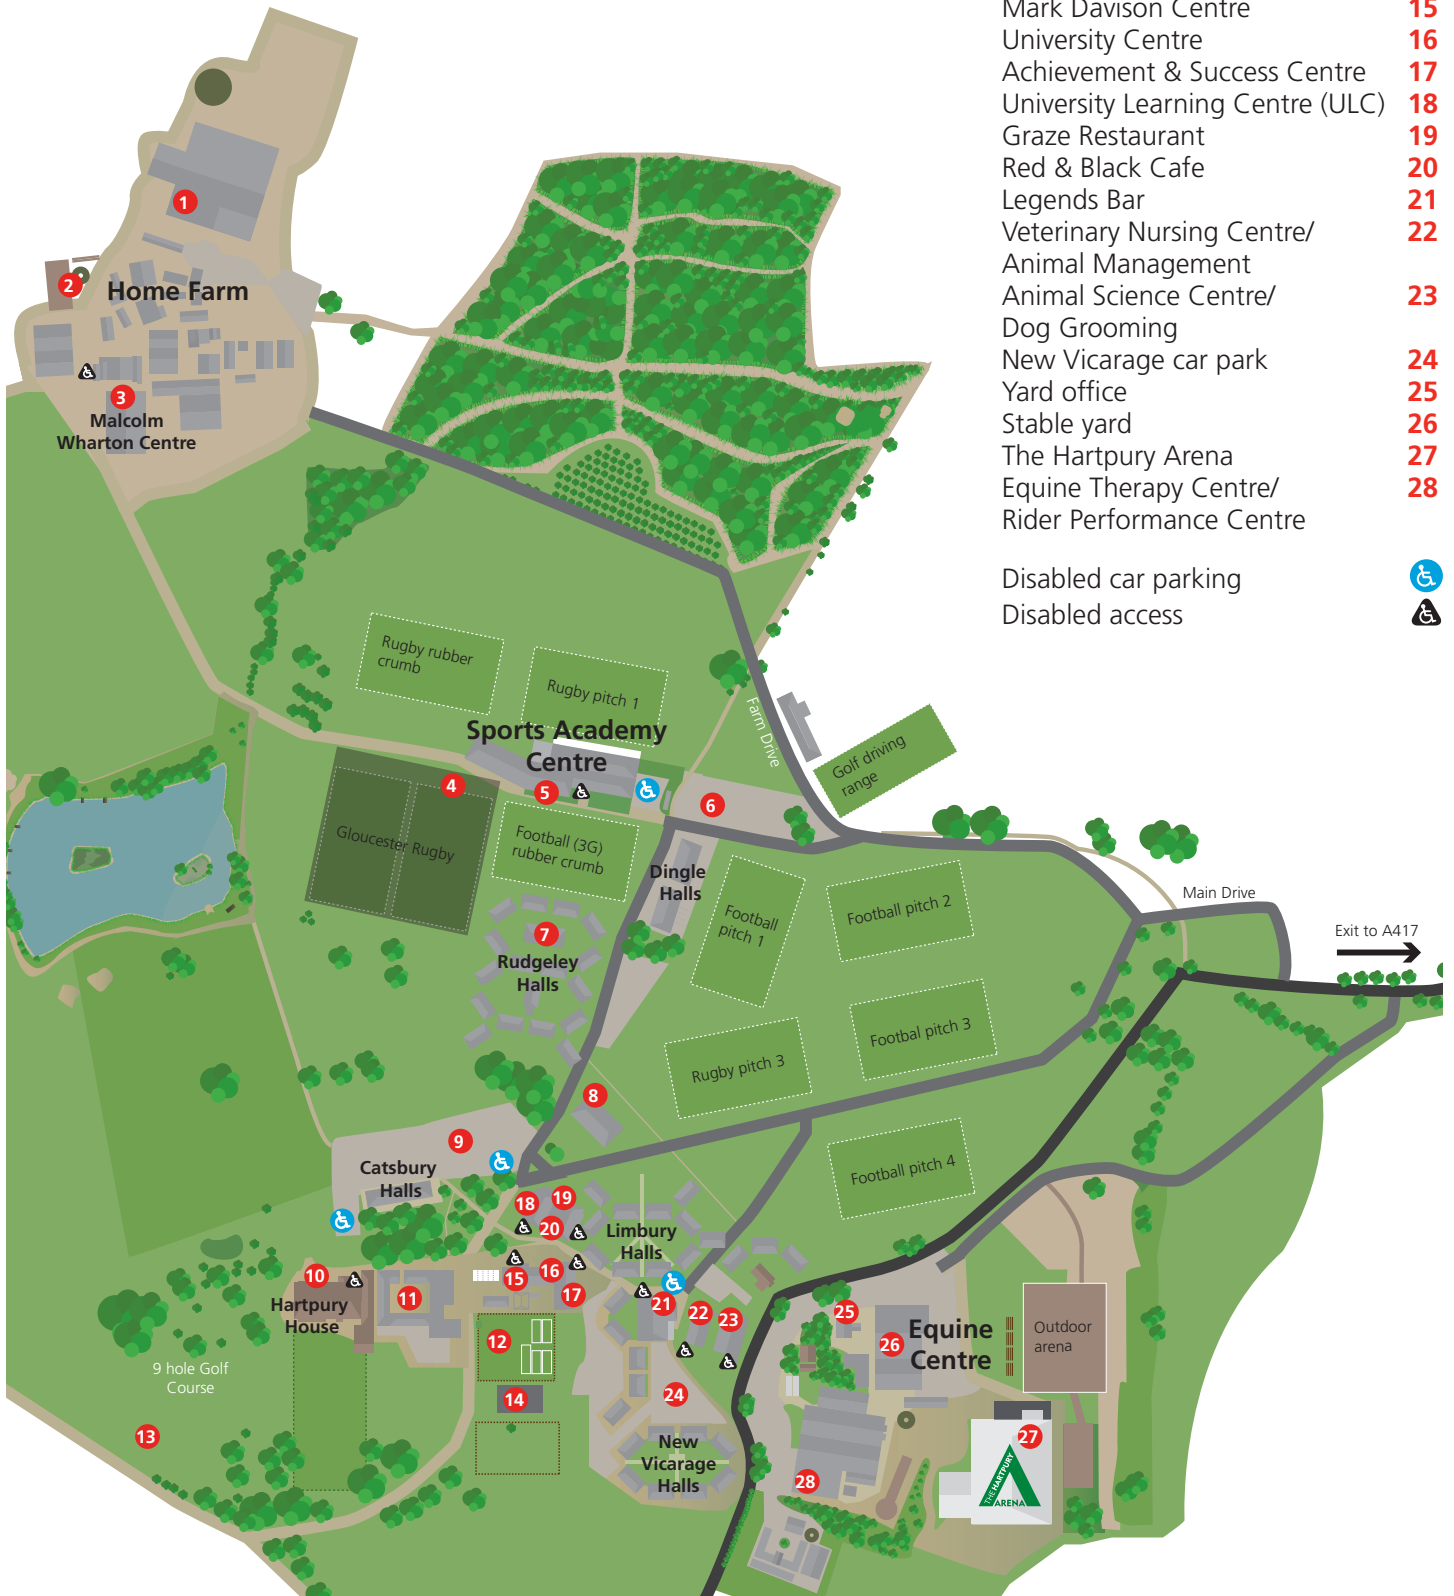 Mark Davison Centre 15
University Centre 16
Achievement & Success Centre 17
University Learning Centre (ULC) 18
Graze Restaurant 19
Red & Black Cafe 20
Legends Bar 21
Veterinary Nursing Centre/ 22
Animal Management
Animal Science Centre/ 23
Dog Grooming
New Vicarage car park 24
Yard office 25
Stable yard 26
The Hartpury Arena 27
Equine Therapy Centre/ 28
Rider Performance Centre
Disabled car parking
Disabled access
1
2
Home Farm
3
Malcolm
Wharton Centre
Rugby rubber
crumb
Rugby pitch 1
Sports Academy
Centre
4
5
6
Farm Drive
Golf driving
range
Gloucester Rugby
Football (3G)
rubber crumb
Dingle
Halls
Football
pitch 1
Football pitch 2
Main Drive
Exit to A417
7
Rudgeley
Halls
Footbal pitch 3
Rugby pitch 3
8
9
Catsbury
Halls
Football pitch 4
18
19
20
Limbury
Halls
10
Hartpury
House
11
15
16
17
21
22
23
12
14
24
25
26
Equine
Centre
Outdoor
arena
9 hole Golf
Course
13
New
Vicarage
Halls
27
28
THE HARTPURY
ARENA